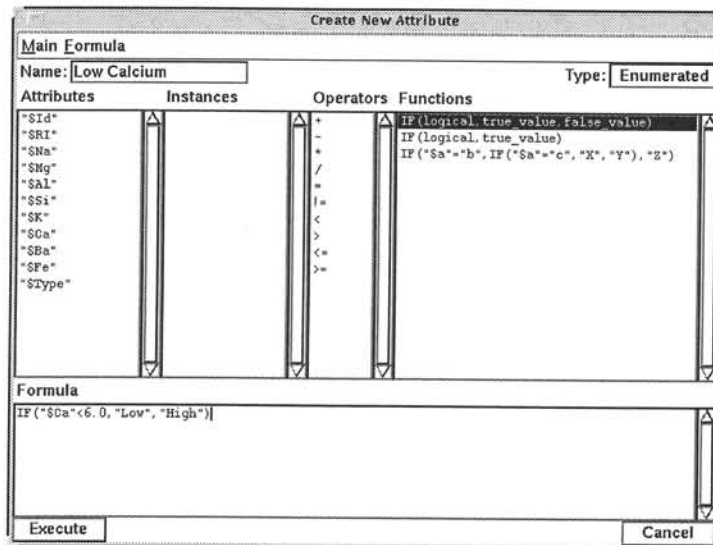 Create New Attribute
Main Formula
Name: Low Calcium Type: Enumerated
Attributes Instances Operators Functions
"$Id"
"$RI"
"$Na"
"$Mg"
"$Al"
"$Si"
"$K"
"$Ca"
"$Ba"
"$Fe"
"$Type"
+
-
*
/
=
!=
<
>
<=
>=
IF(logical,true_value,false_value)
IF(logical,true_value)
IF("$a"="b",IF("$a"="c","X","Y"),"Z")
Formula
IF("$Ca"<6.0,"Low","High")
Execute Cancel